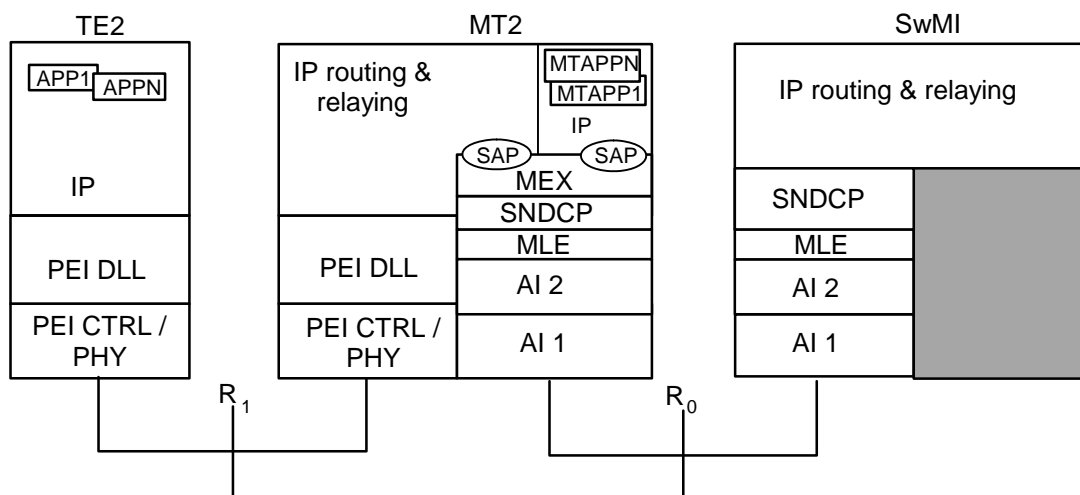 TE2
APP1
APPN
IP
PEI DLL
PEI CTRL /
PHY
MT2
IP routing &
relaying
MTAPPN
MTAPP1
IP
SAP
SAP
MEX
SNDCP
MLE
AI 2
AI 1
PEI DLL
PEI CTRL /
PHY
SwMI
IP routing & relaying
SNDCP
MLE
AI 2
AI 1
R1
R0